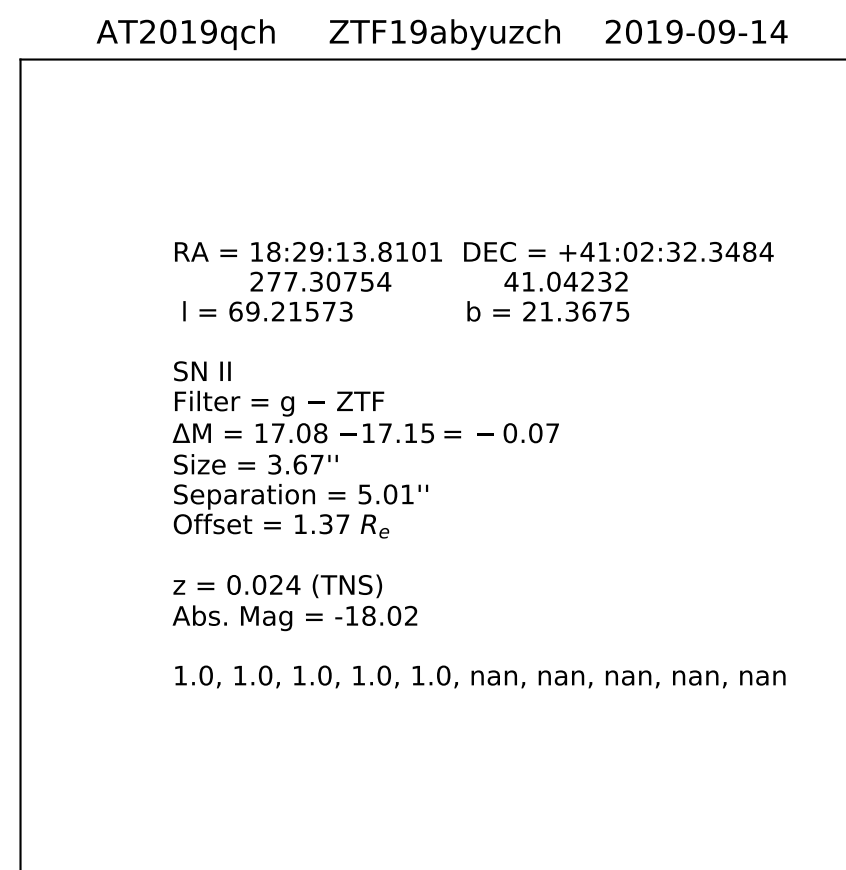 AT2019qch ZTF19abyuzch 2019-09-14
RA = 18:29:13.8101 DEC = +41:02:32.3484
277.30754 41.04232
l = 69.21573 b = 21.3675
SN II
Filter = g − ZTF
ΔM = 17.08 −17.15 = − 0.07
Size = 3.67''
Separation = 5.01''
Offset = 1.37 Re
z = 0.024 (TNS)
Abs. Mag = -18.02
1.0, 1.0, 1.0, 1.0, 1.0, nan, nan, nan, nan, nan